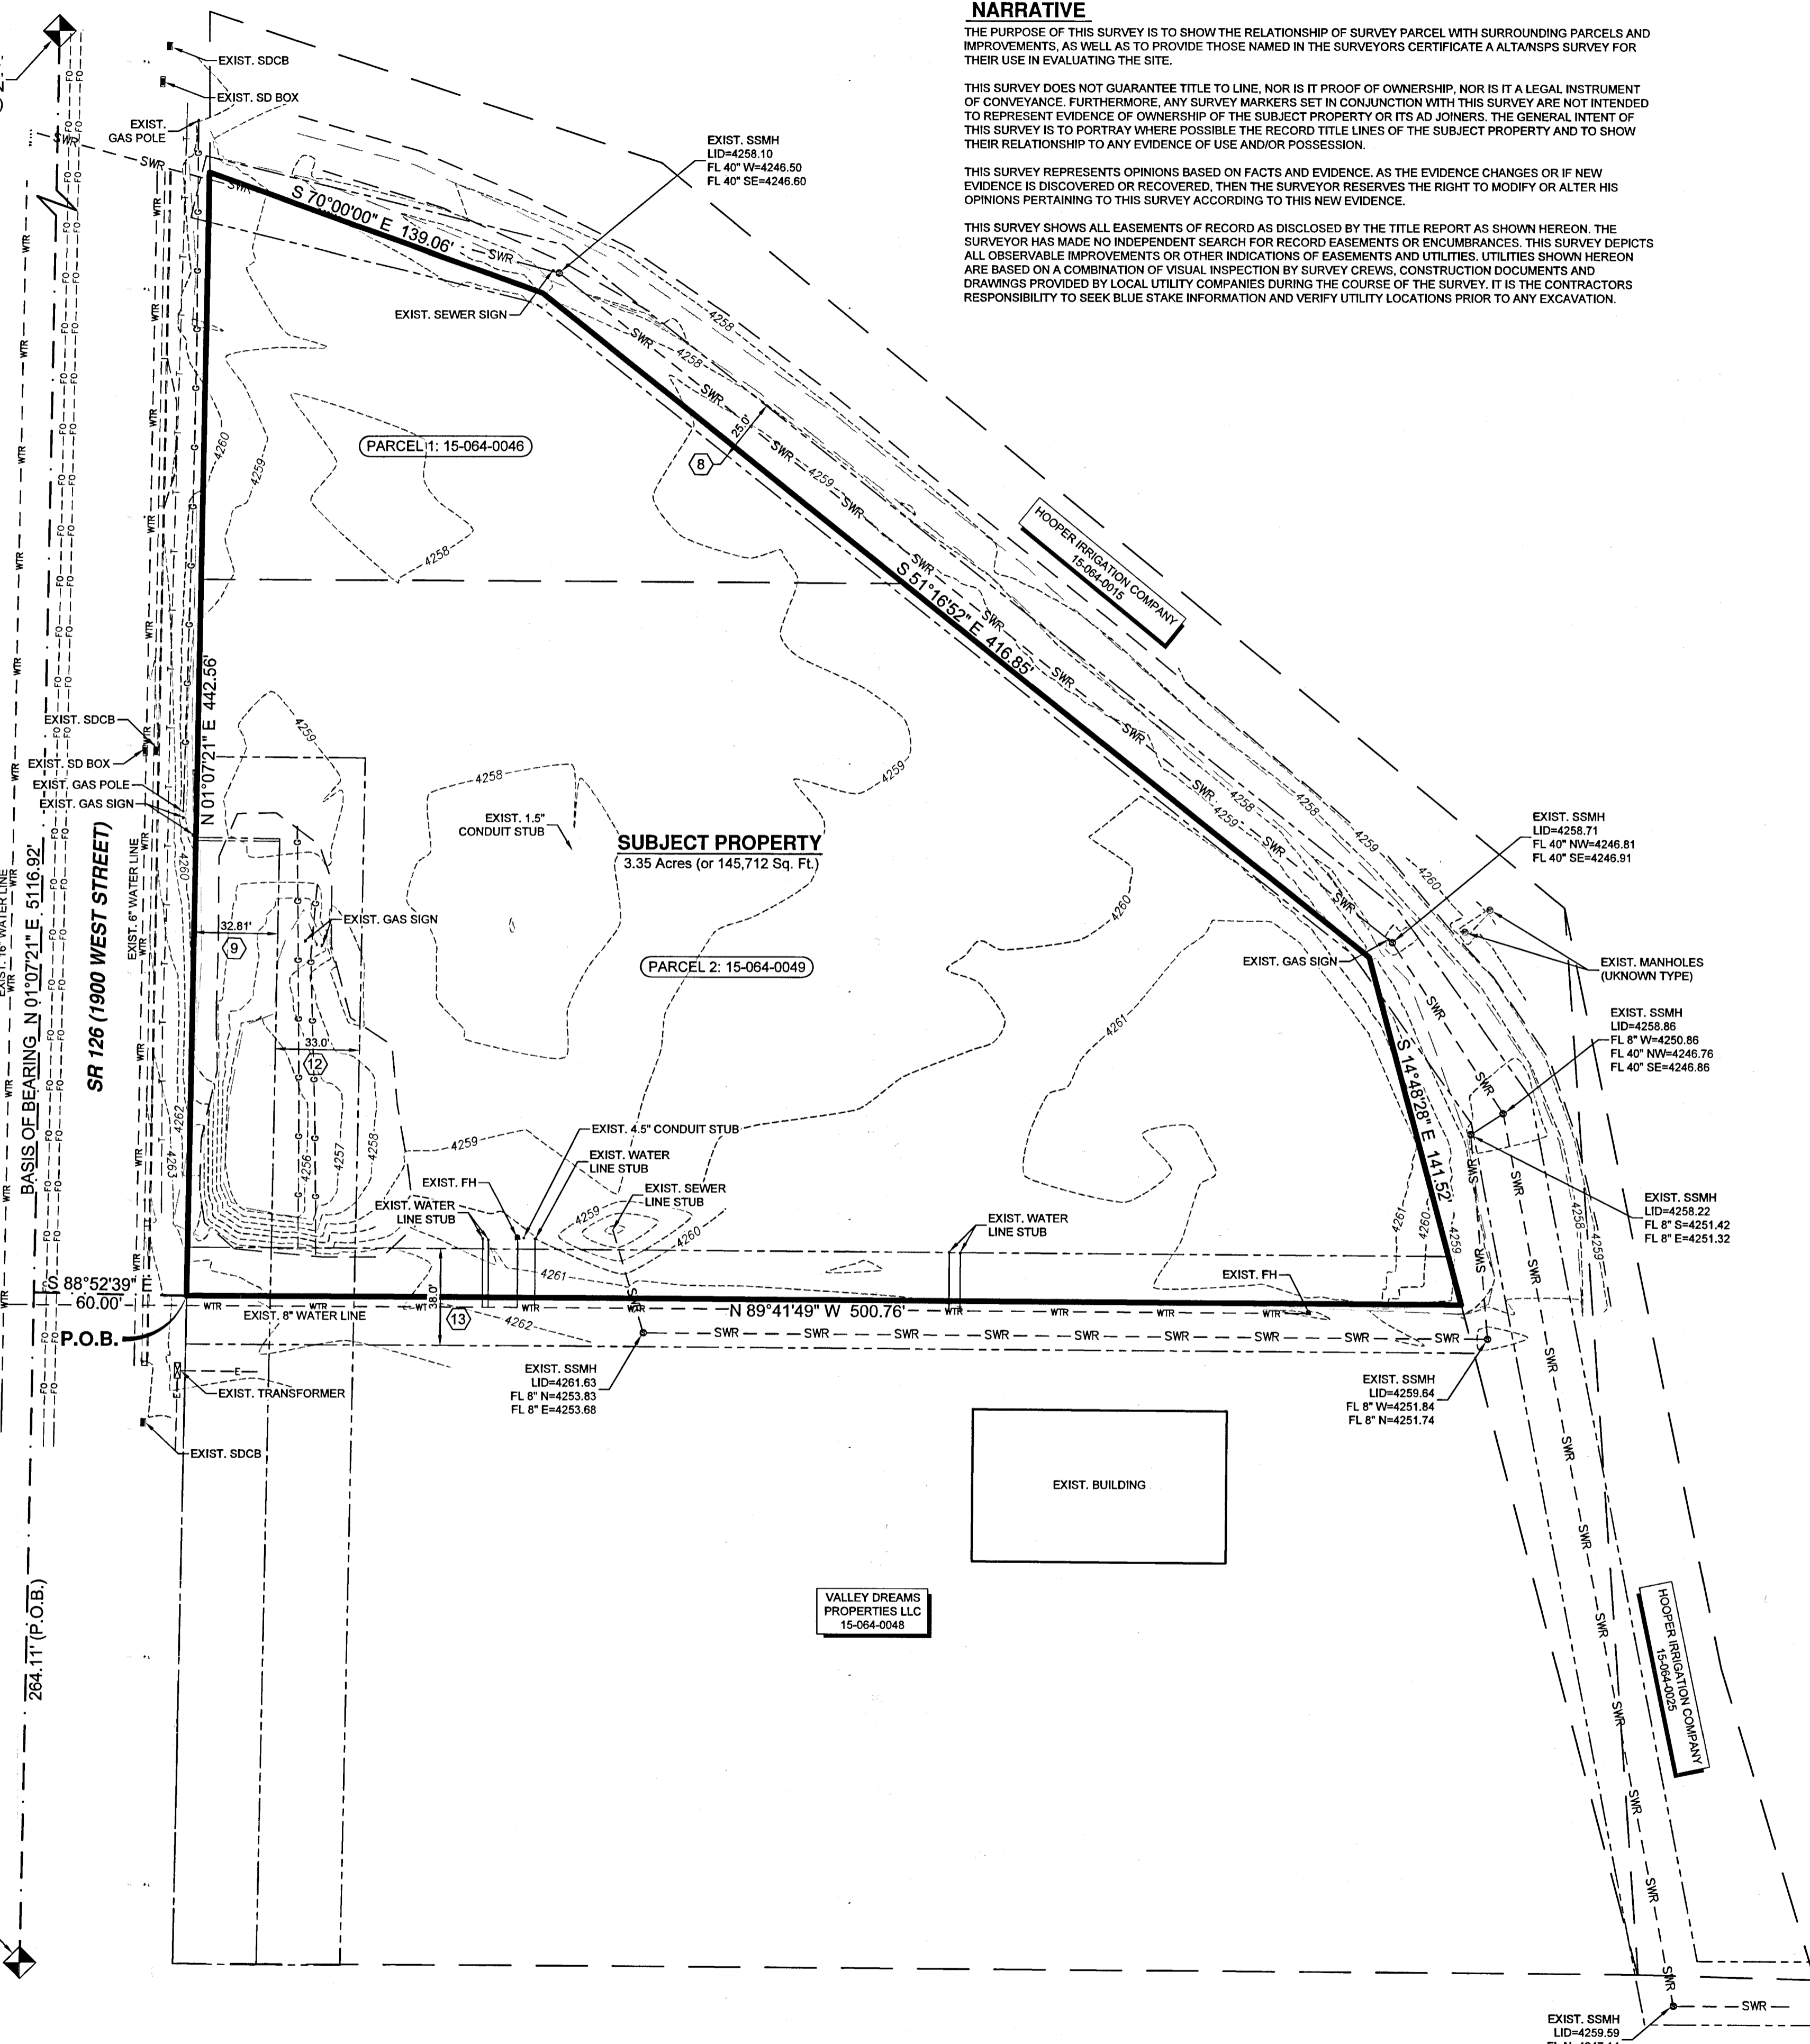 NARRATIVE
THE PURPOSE OF THIS SURVEY IS TO SHOW THE RELATIONSHIP OF SURVEY PARCEL WITH SURROUNDING PARCELS AND
IMPROVEMENTS, AS WELL AS TO PROVIDE THOSE NAMED IN THE SURVEYORS CERTIFICATE A ALTA/NSPS SURVEY FOR
THEIR USE IN EVALUATING THE SITE.
THIS SURVEY DOES NOT GUARANTEE TITLE TO LINE, NOR IS IT PROOF OF OWNERSHIP, NOR IS IT A LEGAL INSTRUMENT
OF CONVEYANCE. FURTHERMORE, ANY SURVEY MARKERS SET IN CONJUNCTION WITH THIS SURVEY ARE NOT INTENDED
TO REPRESENT EVIDENCE OF OWNERSHIP OF THE SUBJECT PROPERTY OR ITS AD JOINERS. THE GENERAL INTENT OF
THIS SURVEY IS TO PORTRAY WHERE POSSIBLE THE RECORD TITLE LINES OF THE SUBJECT PROPERTY AND TO SHOW
THEIR RELATIONSHIP TO ANY EVIDENCE OF USE AND/OR POSSESSION.
THIS SURVEY REPRESENTS OPINIONS BASED ON FACTS AND EVIDENCE. AS THE EVIDENCE CHANGES OR IF NEW
EVIDENCE IS DISCOVERED OR RECOVERED, THEN THE SURVEYOR RESERVES THE RIGHT TO MODIFY OR ALTER HIS
OPINIONS PERTAINING TO THIS SURVEY ACCORDING TO THIS NEW EVIDENCE.
THIS SURVEY SHOWS ALL EASEMENTS OF RECORD AS DISCLOSED BY THE TITLE REPORT AS SHOWN HEREON. THE
SURVEYOR HAS MADE NO INDEPENDENT SEARCH FOR RECORD EASEMENTS OR ENCUMBRANCES. THIS SURVEY DEPICTS
ALL OBSERVABLE IMPROVEMENTS OR OTHER INDICATIONS OF EASEMENTS AND UTILITIES. UTILITIES SHOWN HEREON
ARE BASED ON A COMBINATION OF VISUAL INSPECTION BY SURVEY CREWS, CONSTRUCTION DOCUMENTS AND
DRAWINGS PROVIDED BY LOCAL UTILITY COMPANIES DURING THE COURSE OF THE SURVEY. IT IS THE CONTRACTORS
RESPONSIBILITY TO SEEK BLUE STAKE INFORMATION AND VERIFY UTILITY LOCATIONS PRIOR TO ANY EXCAVATION.
EXIST. SDCB
EXIST. SD BOX
EXIST.
GAS POLE
EXIST. SSMH
LID=4258.10
FL 40" W=4246.50
FL 40" SE=4246.60
S 70°00'00" E 139.06'
EXIST. SEWER SIGN
PARCEL 1: 15-064-0046
25.0'
8
HOOPER IRRIGATION COMPANY
15-064-0015
S 51°16'52" E 416.85'
N 01°07'21" E 442.56'
EXIST. SDCB
EXIST. SD BOX
EXIST. GAS POLE
EXIST. GAS SIGN
EXIST. 1.5"
CONDUIT STUB
SUBJECT PROPERTY
3.35 Acres (or 145,712 Sq. Ft.)
EXIST. SSMH
LID=4258.71
FL 40" NW=4246.81
FL 40" SE=4246.91
EXIST. 16" WATER LINE
BASIS OF BEARING N 01°07'21" E 5116.92'
SR 126 (1900 WEST STREET)
EXIST. 6" WATER LINE
EXIST. GAS SIGN
32.81'
9
PARCEL 2: 15-064-0049
EXIST. GAS SIGN
EXIST. MANHOLES
(UKNOWN TYPE)
EXIST. SSMH
LID=4258.86
FL 8" W=4250.86
FL 40" NW=4246.76
FL 40" SE=4246.86
33.0'
12
S 14°48'28" E 141.52'
EXIST. 4.5" CONDUIT STUB
EXIST. WATER
LINE STUB
EXIST. FH
EXIST. SEWER
LINE STUB
EXIST. WATER
LINE STUB
EXIST. WATER
LINE STUB
EXIST. SSMH
LID=4258.22
FL 8" S=4251.42
FL 8" E=4251.32
EXIST. FH
S 88°52'39"
60.00'
P.O.B.
EXIST. 8" WATER LINE
38.0'
13
N 89°41'49" W 500.76'
EXIST. TRANSFORMER
EXIST. SDCB
EXIST. SSMH
LID=4261.63
FL 8" N=4253.83
FL 8" E=4253.68
EXIST. SSMH
LID=4259.64
FL 8" W=4251.84
FL 8" N=4251.74
EXIST. BUILDING
264.11' (P.O.B.)
VALLEY DREAMS
PROPERTIES LLC
15-064-0048
HOOPER IRRIGATION COMPANY
15-064-0025
EXIST. SSMH
LID=4259.59